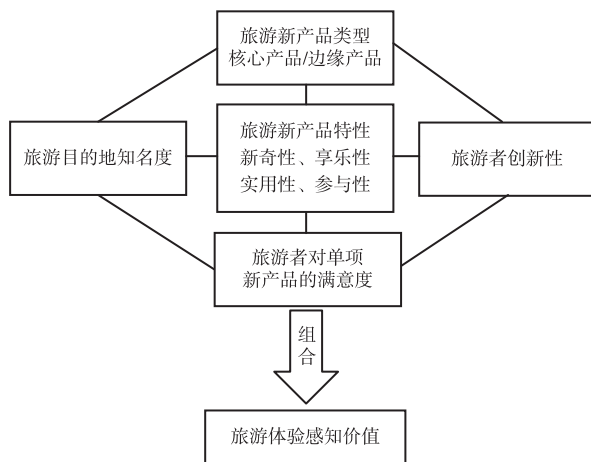 旅游新产品类型
核心产品/边缘产品
旅游目的地知名度
旅游新产品特性
新奇性、享乐性
实用性、参与性
旅游者创新性
旅游者对单项
新产品的满意度
组
合
旅游体验感知价值